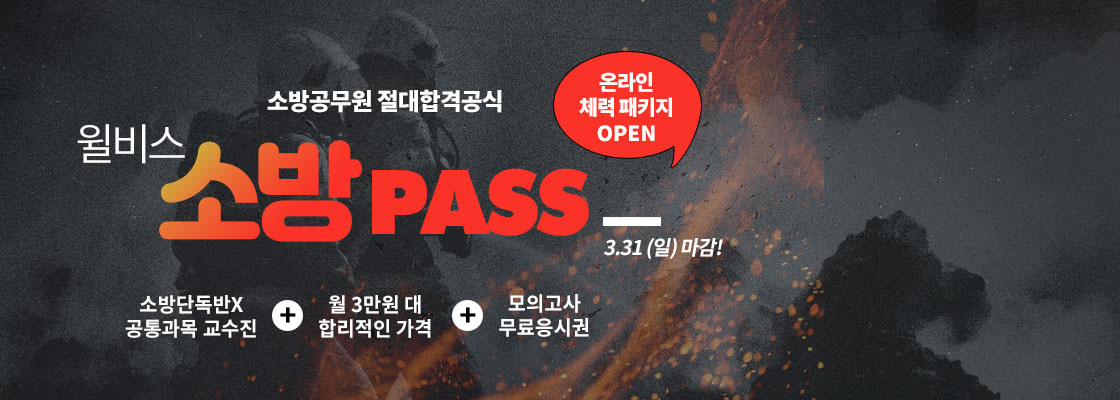 소방공무원 절대합격공식
온라인
체력 패키지
OPEN
윌비스
소방 PASS
3.31 (일) 마감!
소방단독반X
공통과목 교수진
+
월 3만원 대
합리적인 가격
+
모의고사
무료응시권